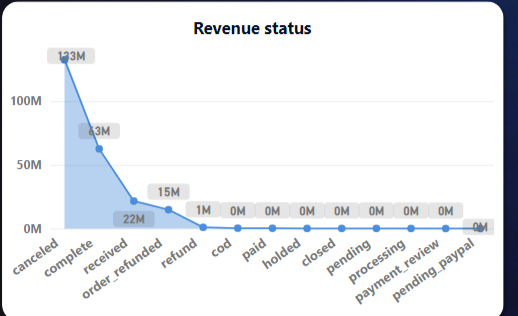 Revenue status
133M
100M
63M
50M
22M
15M
1M
0M
0M
0M
0M
0M
0M
0M
0M
0M
canceled
complete
received
order_refunded
refund
cod
paid
holded
closed
pending
processing
payment_review
pending_paypal